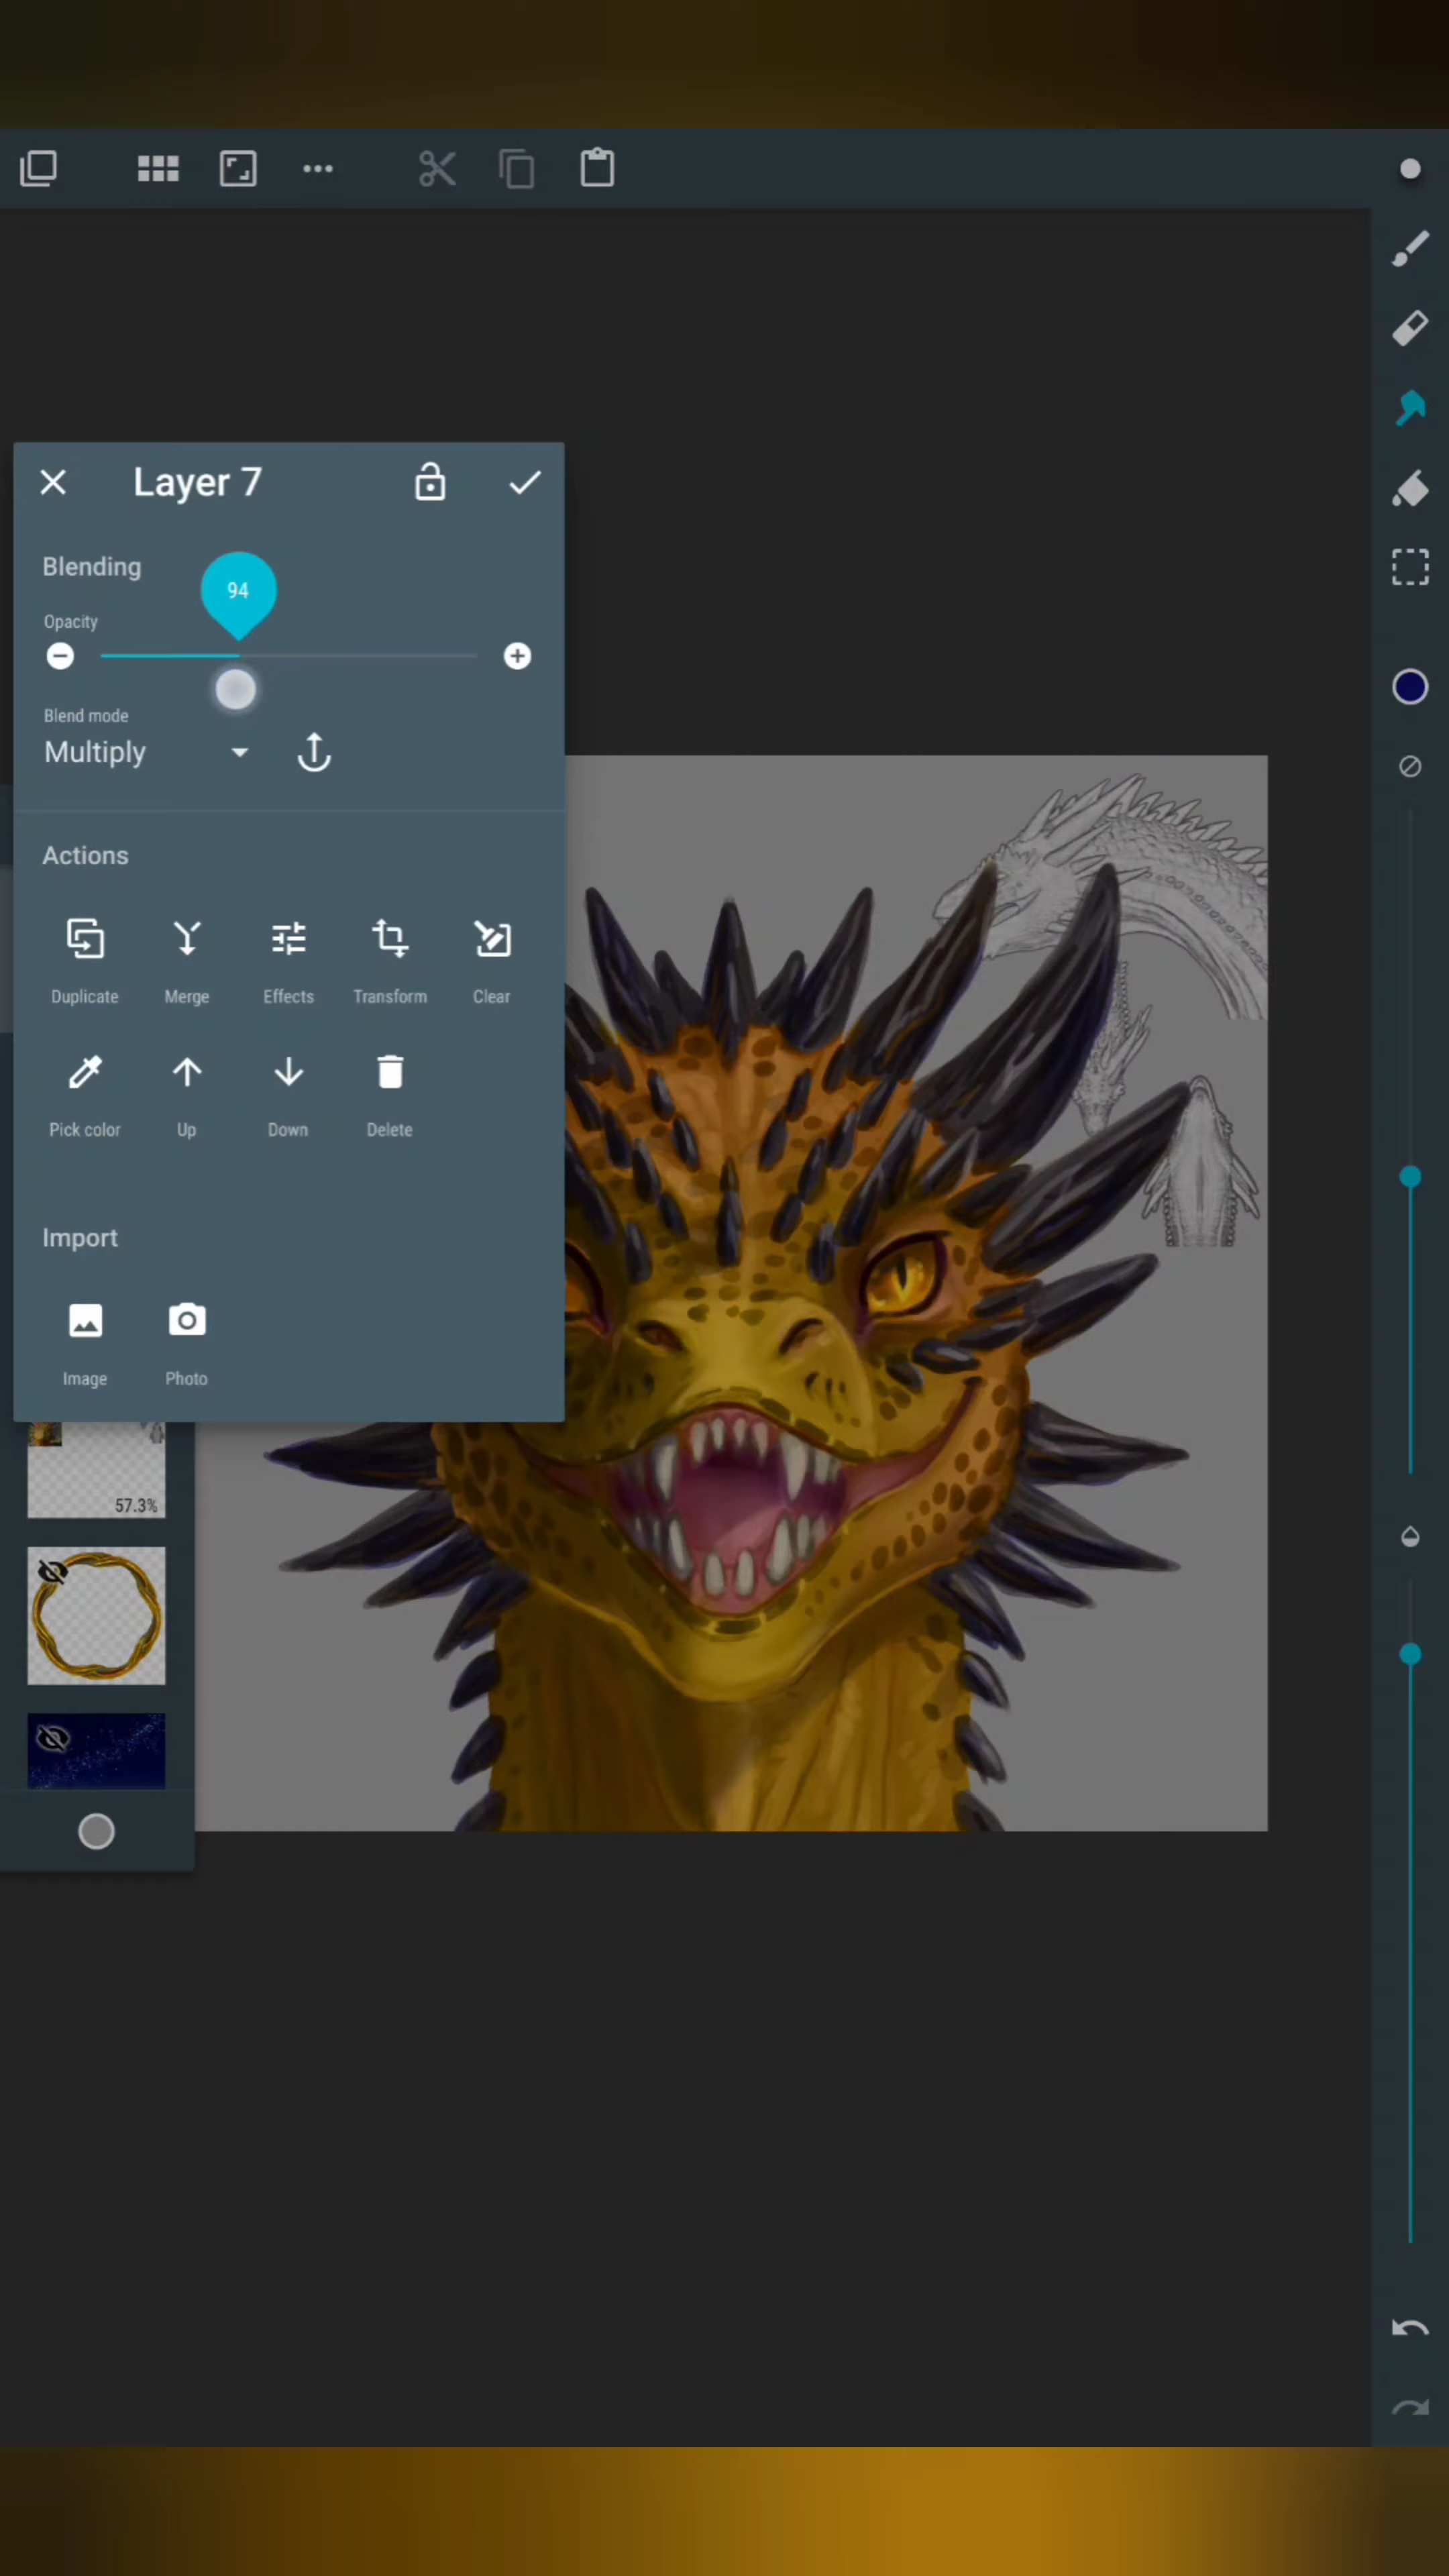 Layer 7
Blending
94
Opacity
Blend mode
Multiply
Actions
Duplicate Merge Effects Transform Clear
Pick color Up Down Delete
Import
Image Photo
57.3%